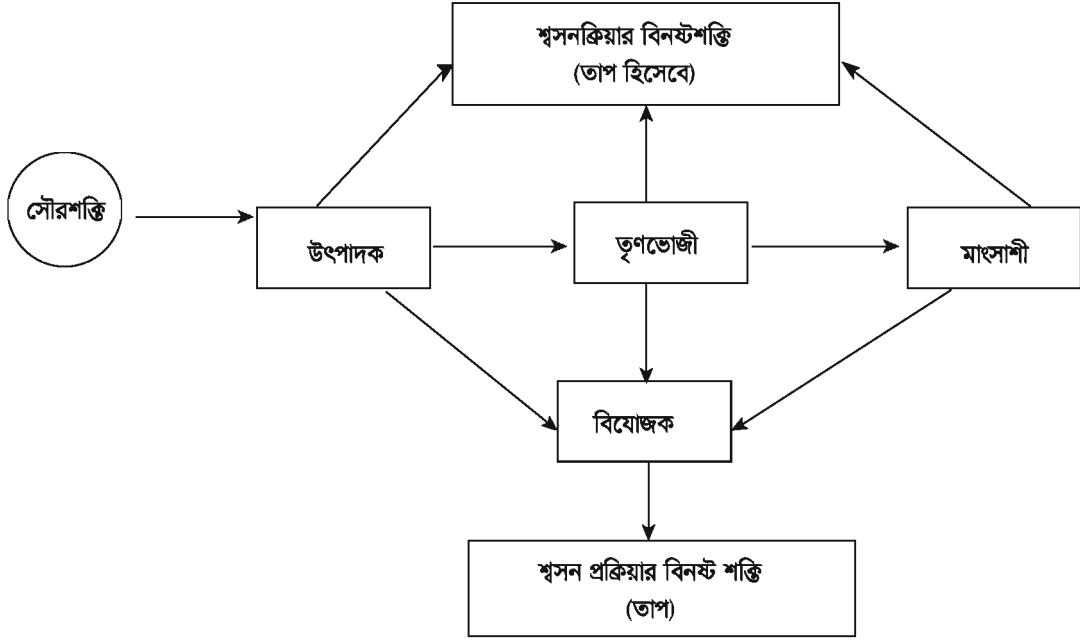 শ্বসনক্রিয়ার বিনষ্টশক্তি
(তাপ হিসেবে)
সৌরশক্তি
উৎপাদক
তৃণভোজী
মাংসাশী
বিযোজক
শ্বসন প্রক্রিয়ার বিনষ্ট শক্তি
(তাপ)